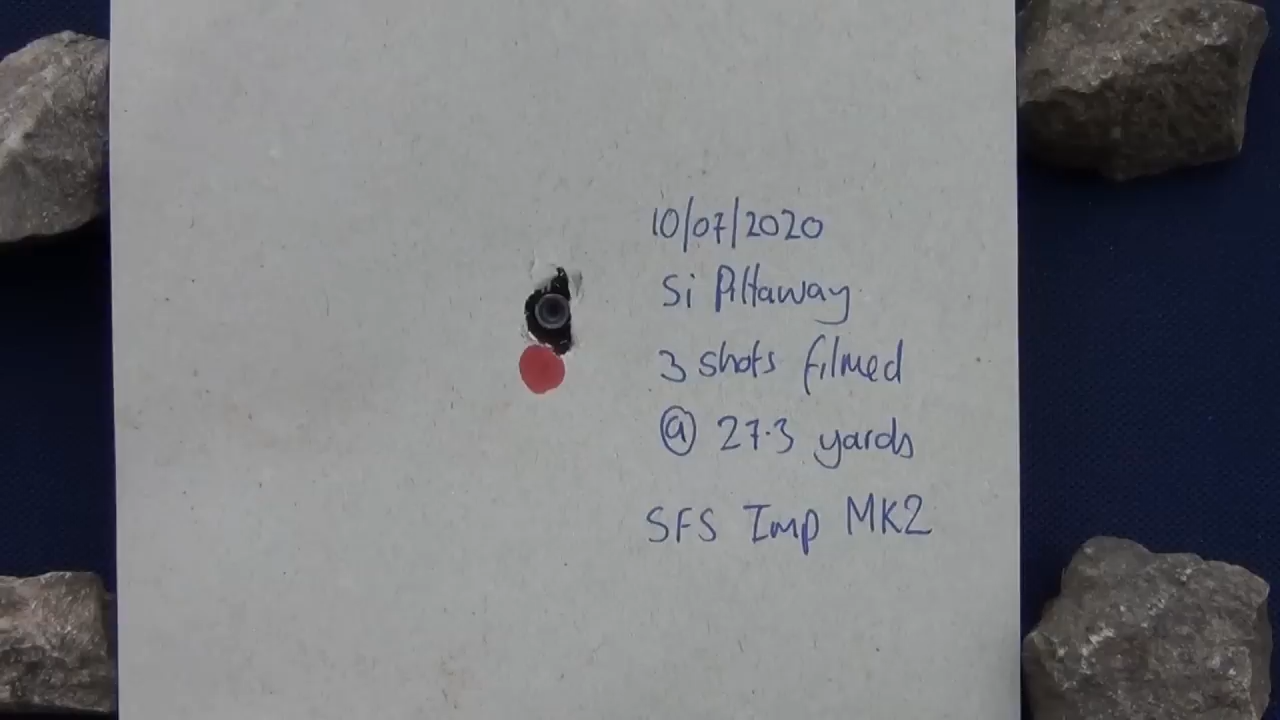 10/07/2020
Si Pittaway
3 shots filmed
@ 27.3 yards
SFS Imp MK2